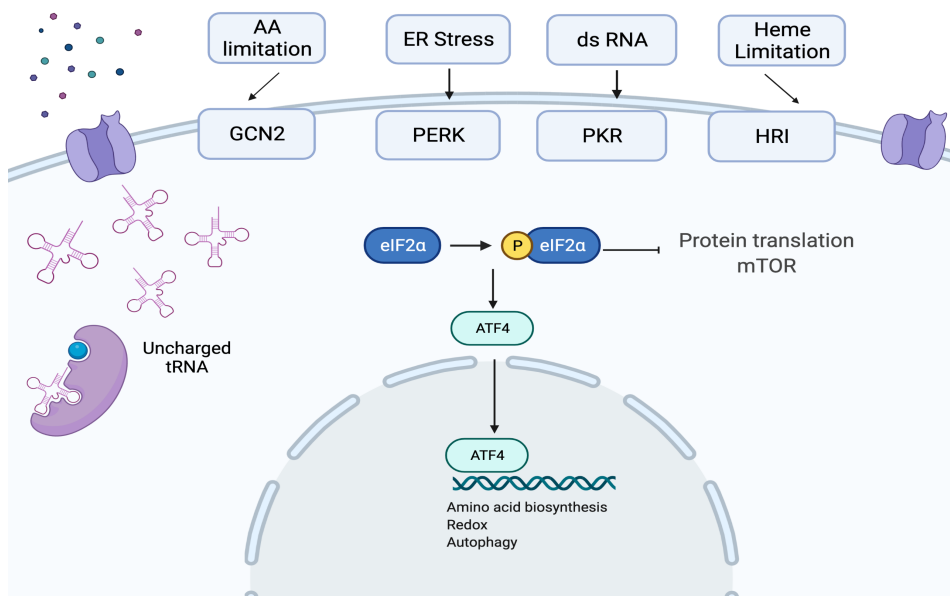 AA
limitation
ER Stress
ds RNA
Heme
Limitation
GCN2
PERK
PKR
HRI
eIF2α
P
eIF2α
Protein translation
mTOR
ATF4
Uncharged
tRNA
ATF4
Amino acid biosynthesis
Redox
Autophagy